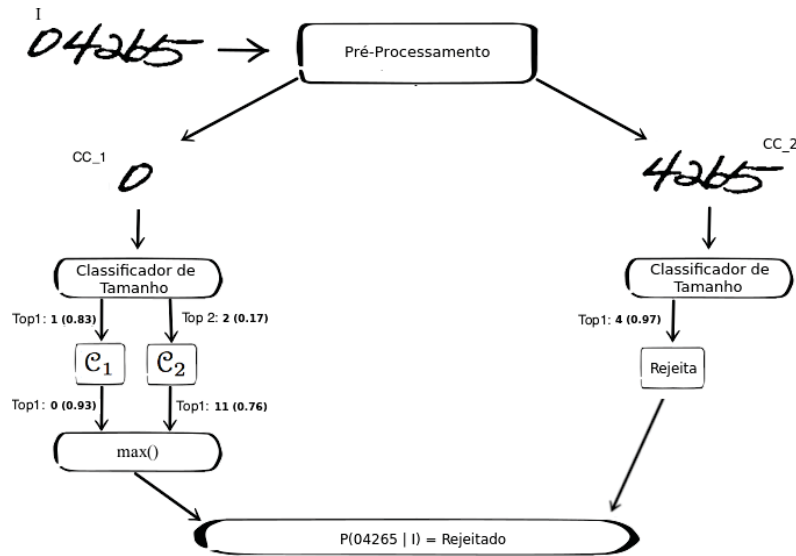 I
04265
Pré-Processamento
CC_1
0
CC_2
4265
Classificador de
Tamanho
Classificador de
Tamanho
Top1: 1 (0.83)
Top 2: 2 (0.17)
Top1: 4 (0.97)
C1
C2
Rejeita
Top1: 0 (0.93)
Top1: 11 (0.76)
max()
P(04265 | I) = Rejeitado